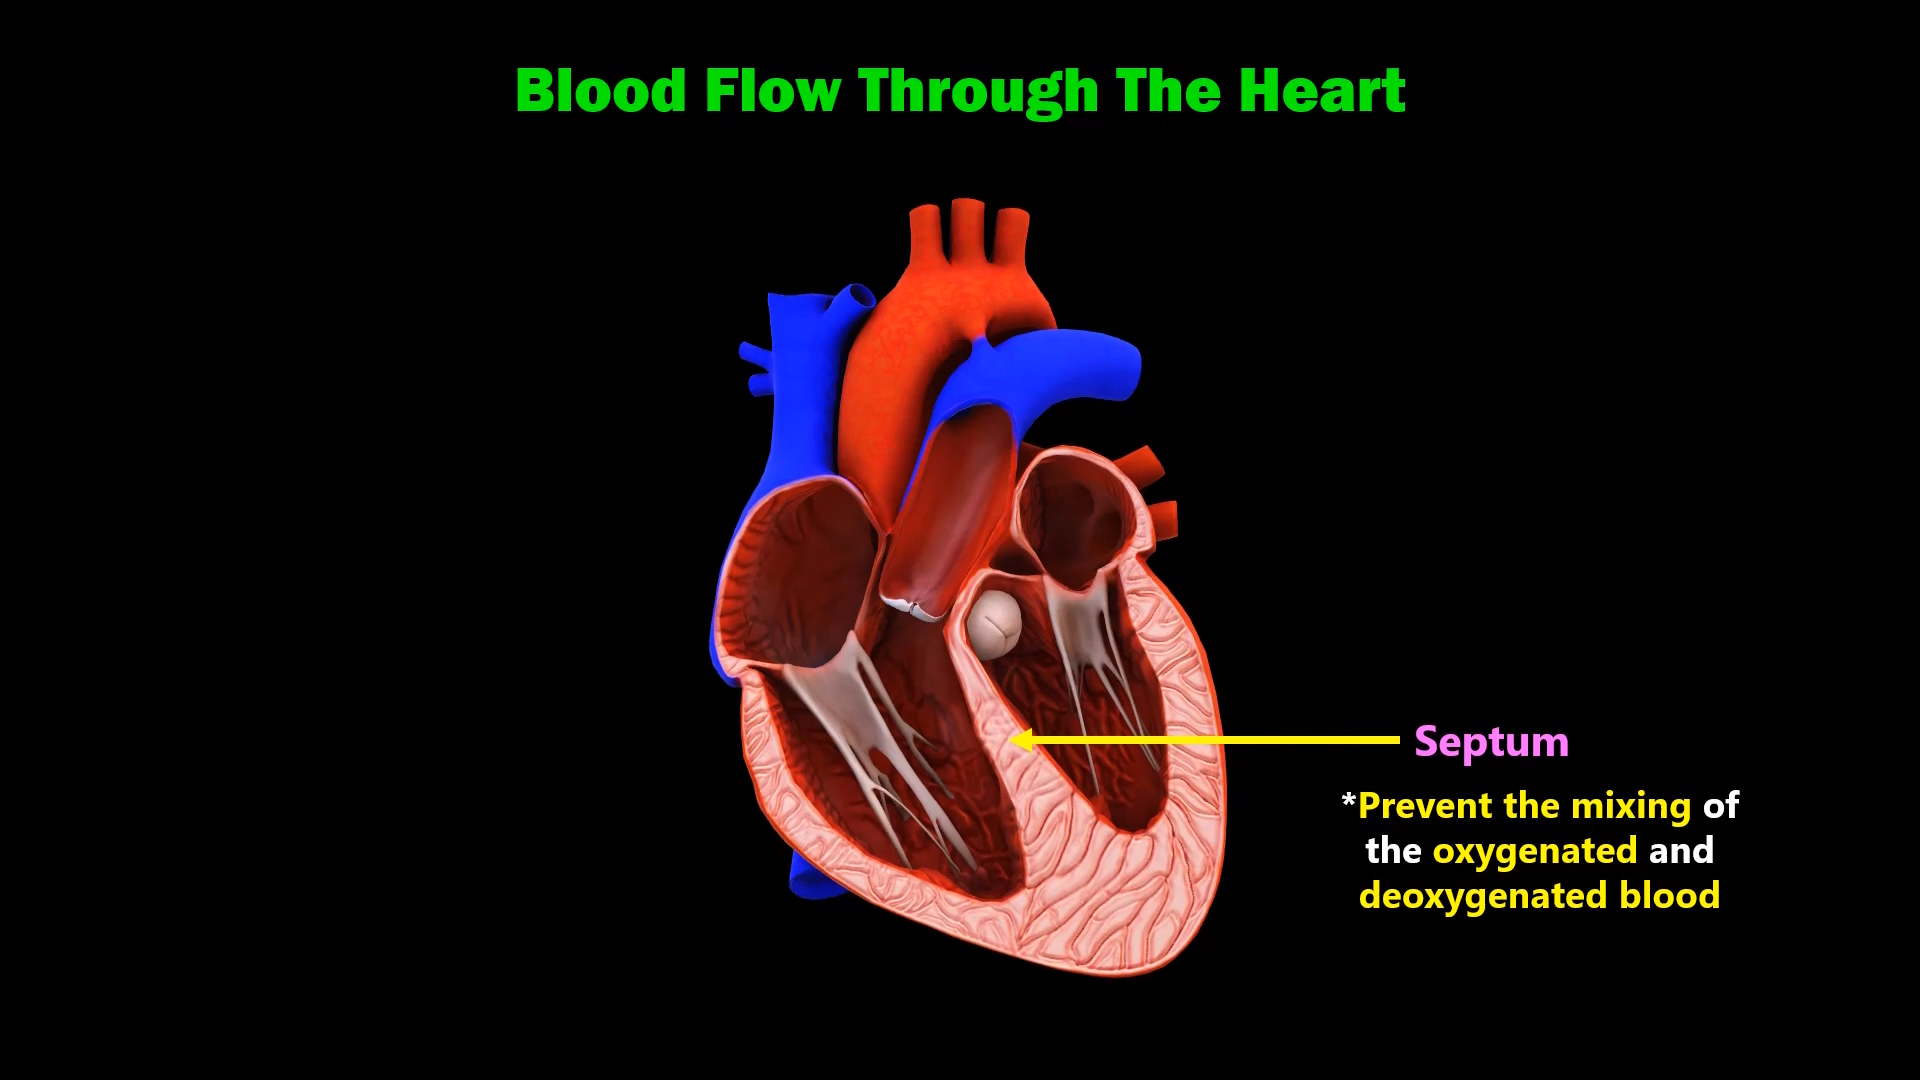 Blood Flow Through The Heart
Septum
*Prevent the mixing of
the oxygenated and
deoxygenated blood